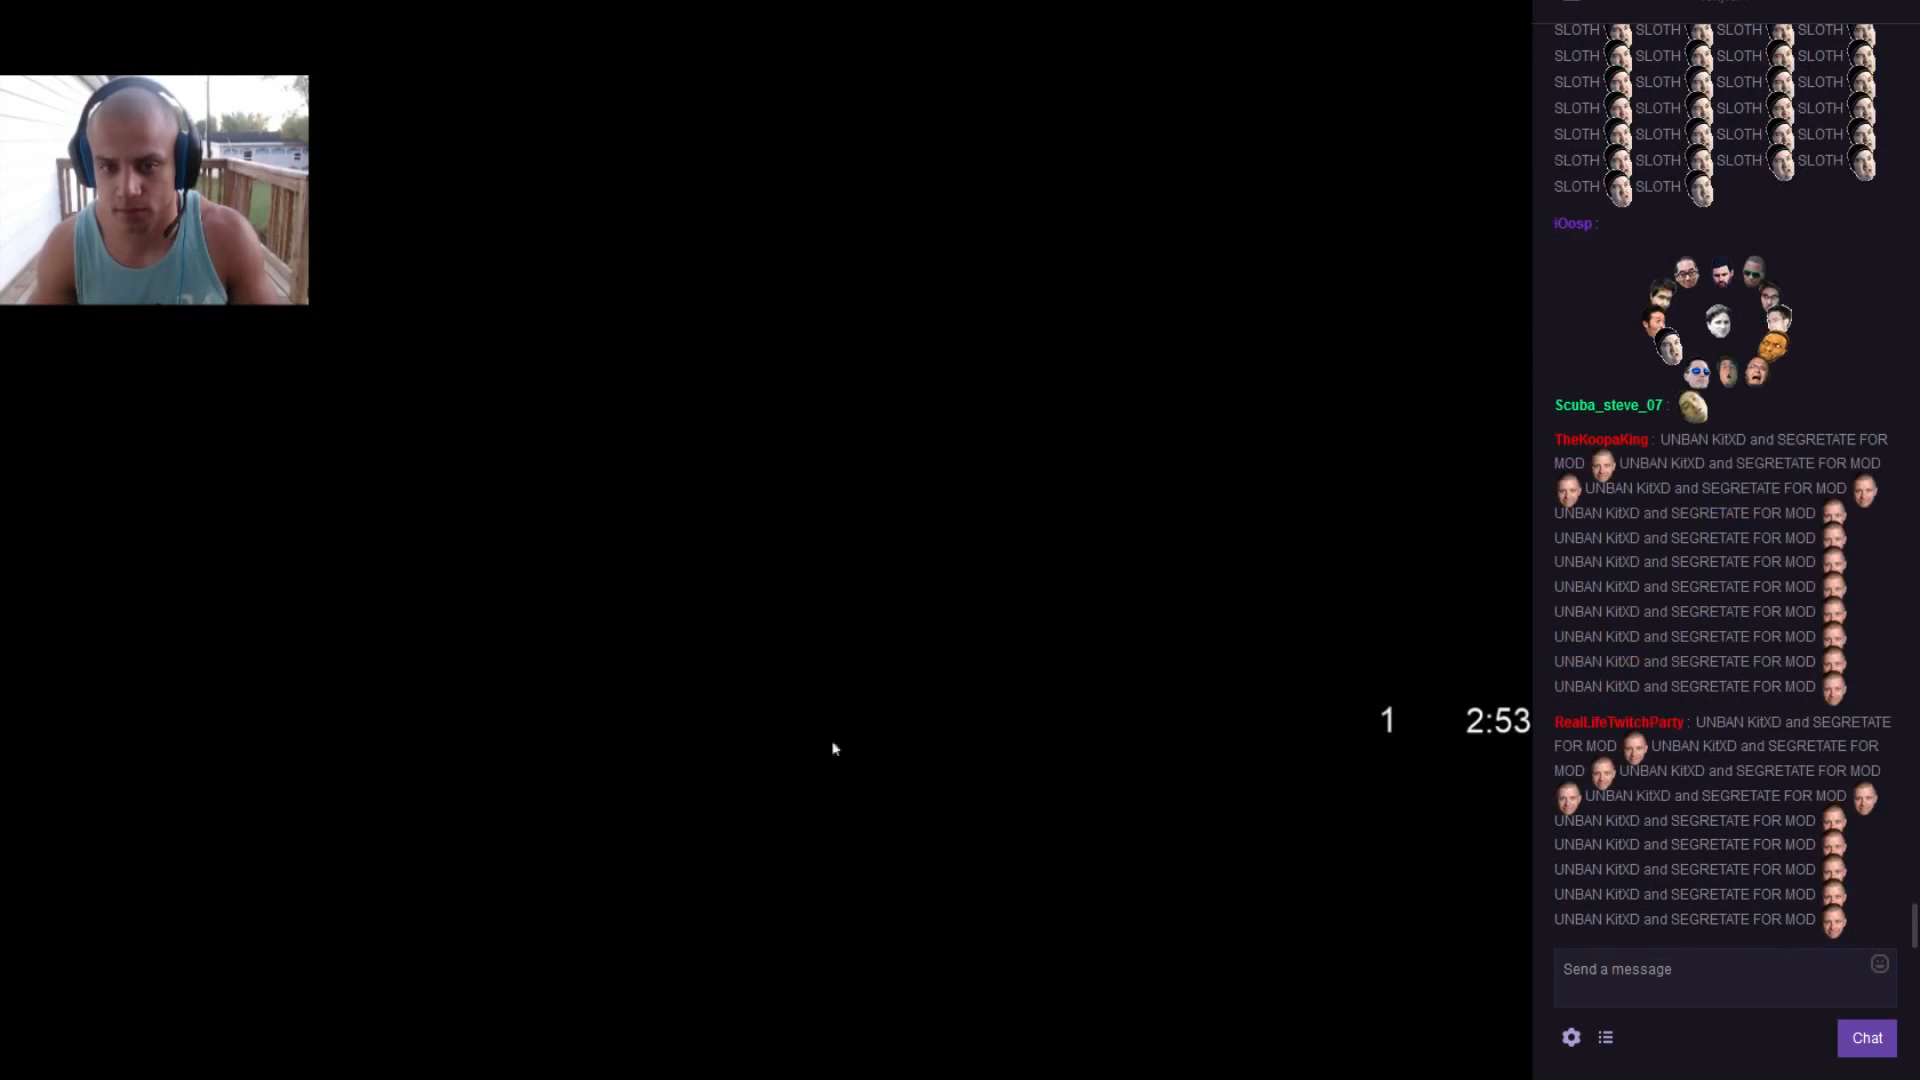 SLOTH SLOTH SLOTH SLOTH
SLOTH SLOTH SLOTH SLOTH
SLOTH SLOTH SLOTH SLOTH
SLOTH SLOTH SLOTH SLOTH
SLOTH SLOTH SLOTH SLOTH
SLOTH SLOTH SLOTH SLOTH
SLOTH SLOTH
iOosp :
Scuba_steve_07 :
TheKoopaKing : UNBAN KitXD and SEGRETATE FOR
MOD UNBAN KitXD and SEGRETATE FOR MOD
UNBAN KitXD and SEGRETATE FOR MOD
UNBAN KitXD and SEGRETATE FOR MOD
UNBAN KitXD and SEGRETATE FOR MOD
UNBAN KitXD and SEGRETATE FOR MOD
UNBAN KitXD and SEGRETATE FOR MOD
UNBAN KitXD and SEGRETATE FOR MOD
UNBAN KitXD and SEGRETATE FOR MOD
UNBAN KitXD and SEGRETATE FOR MOD
UNBAN KitXD and SEGRETATE FOR MOD
1 2:53
RealLifeTwitchParty : UNBAN KitXD and SEGRETATE
FOR MOD UNBAN KitXD and SEGRETATE FOR
MOD UNBAN KitXD and SEGRETATE FOR MOD
UNBAN KitXD and SEGRETATE FOR MOD
UNBAN KitXD and SEGRETATE FOR MOD
UNBAN KitXD and SEGRETATE FOR MOD
UNBAN KitXD and SEGRETATE FOR MOD
UNBAN KitXD and SEGRETATE FOR MOD
UNBAN KitXD and SEGRETATE FOR MOD
Send a message
Chat